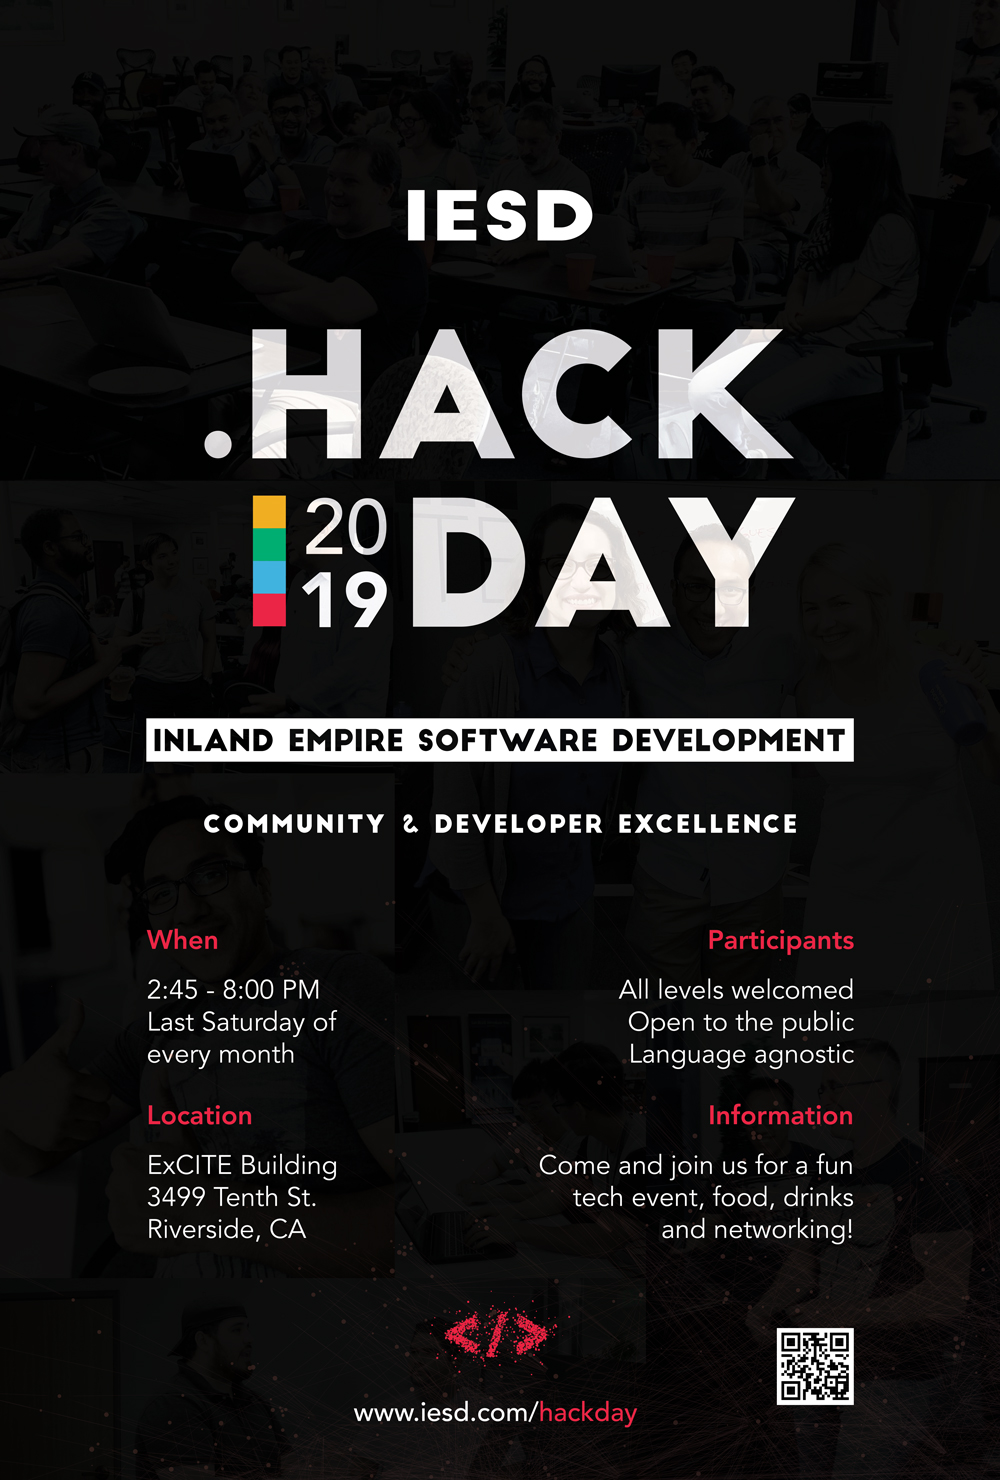 IESD
.HACK
2019 DAY
INLAND EMPIRE SOFTWARE DEVELOPMENT
COMMUNITY & DEVELOPER EXCELLENCE
When
2:45 - 8:00 PM
Last Saturday of
every month
Location
ExCITE Building
3499 Tenth St.
Riverside, CA
Participants
All levels welcomed
Open to the public
Language agnostic
Information
Come and join us for a fun
tech event, food, drinks
and networking!
</>
www.iesd.com/hackday